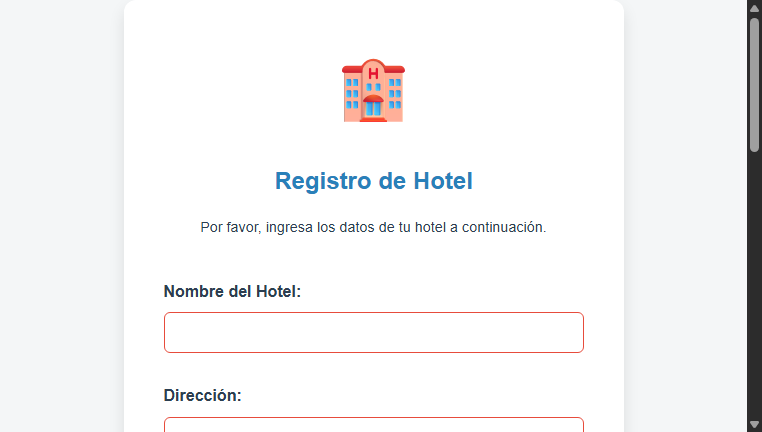 H
Registro de Hotel
Por favor, ingresa los datos de tu hotel a continuación.
Nombre del Hotel:
Dirección: